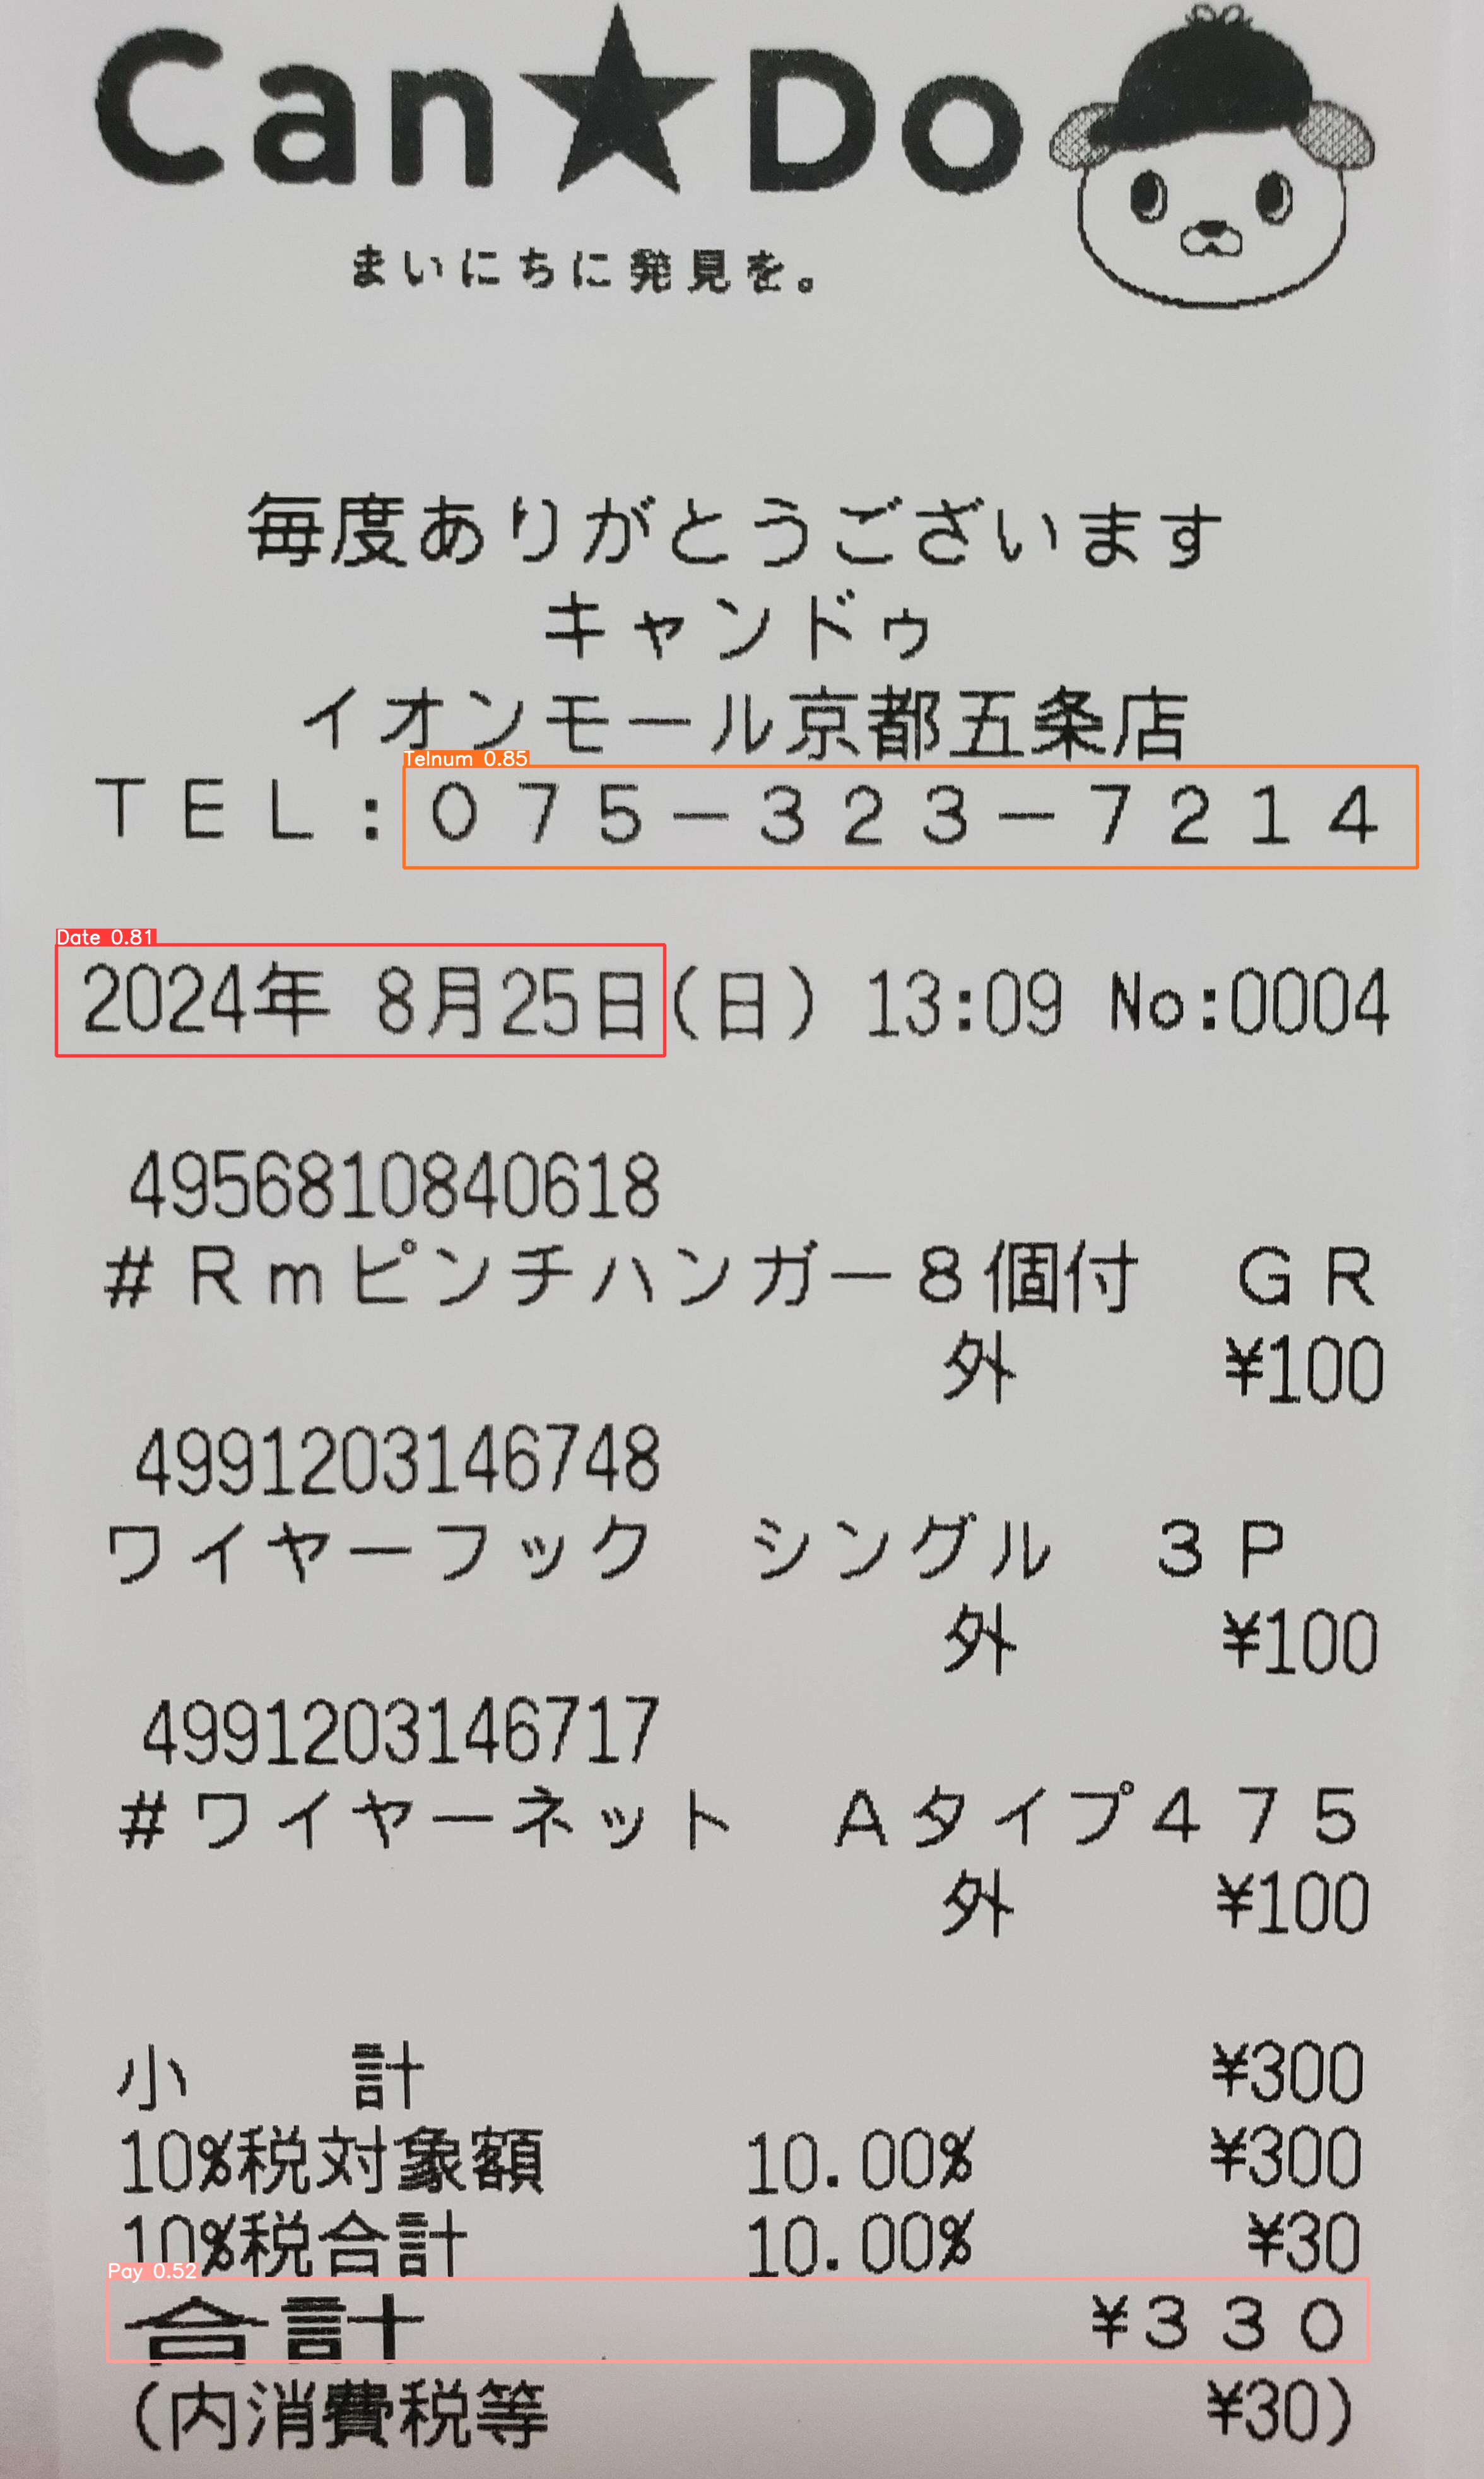 Can★Do
まいにちに発見を。
毎度ありがとうございます
キャンドゥ
イオンモール京都五条店
Telnum 0.85
TEL:075-323-7214
Date 0.81
2024年 8月25日(日) 13:09 No:0004
4956810840618
#Rmピンチハンガー8個付 GR
外 ¥100
4991203146748
ワイヤーフック シングル 3P
外 ¥100
4991203146717
#ワイヤーネット Aタイプ475
外 ¥100
小 計 ¥300
10%税対象額 10.00% ¥300
10%税合計 10.00% ¥30
Pay 0.52
合計 ¥330
(内消費税等 ¥30)